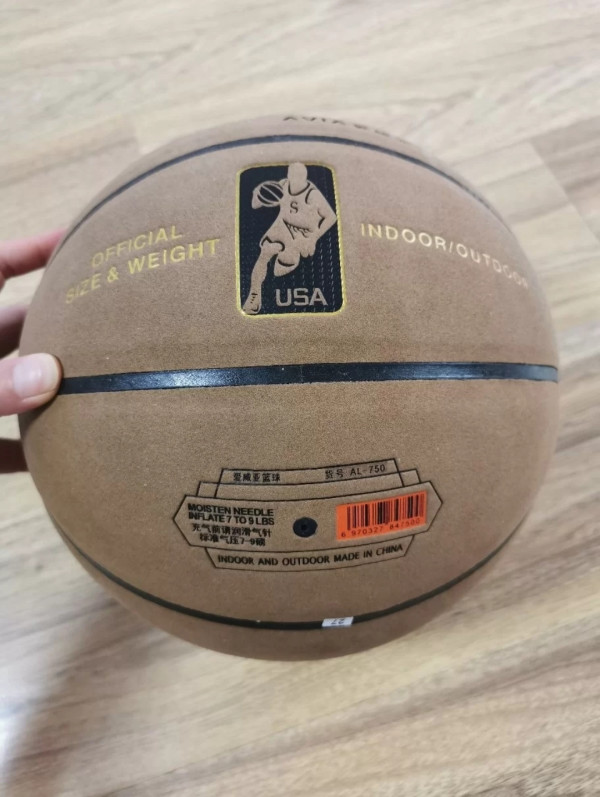 OFFICIAL
SIZE & WEIGHT
S
USA
INDOOR/OUTDOOR
爱威亚篮球 货号 AL-750
MOISTEN NEEDLE
INFLATE 7 TO 9 LBS
充气前请润滑气针
标准气压7-9磅
INDOOR AND OUTDOOR MADE IN CHINA
27